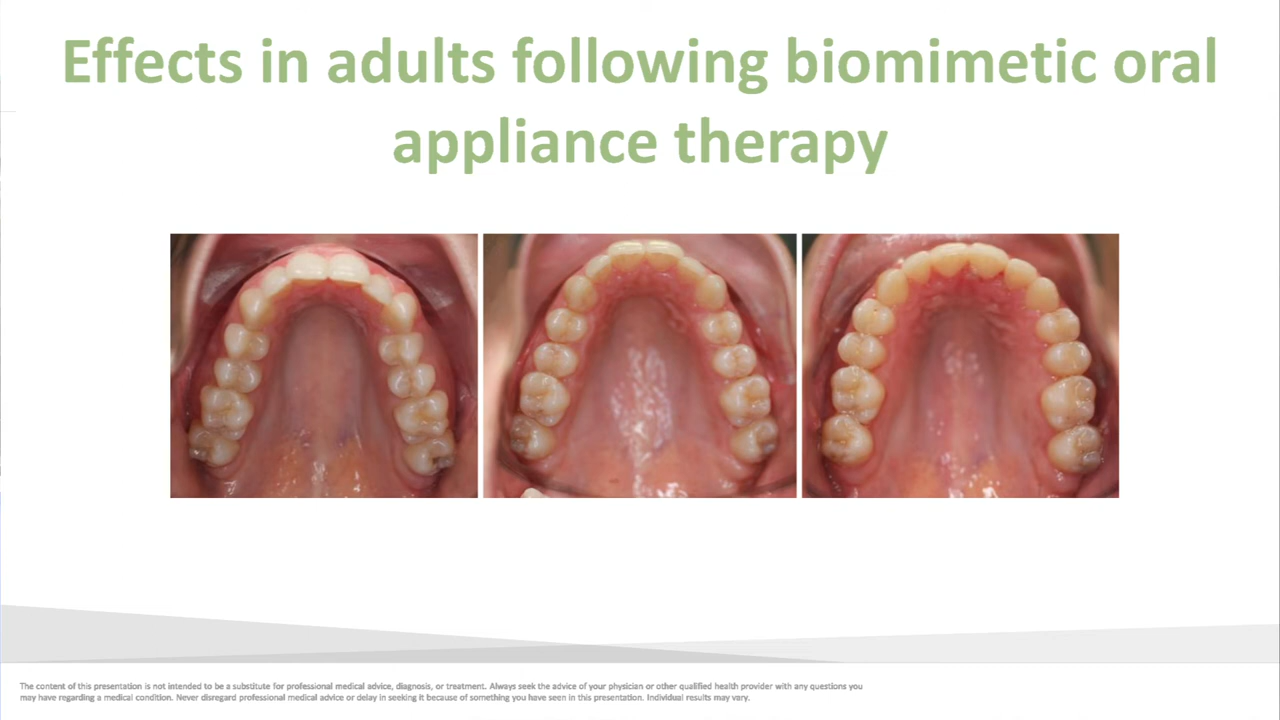 Effects in adults following biomimetic oral
appliance therapy
The content of this presentation is not intended to be a substitute for professional medical advice, diagnosis, or treatment. Always seek the advice of your physician or other qualified health provider with any questions you
may have regarding a medical condition. Never disregard professional medical advice or delay in seeking it because of something you have seen in this presentation. Individual results may vary.